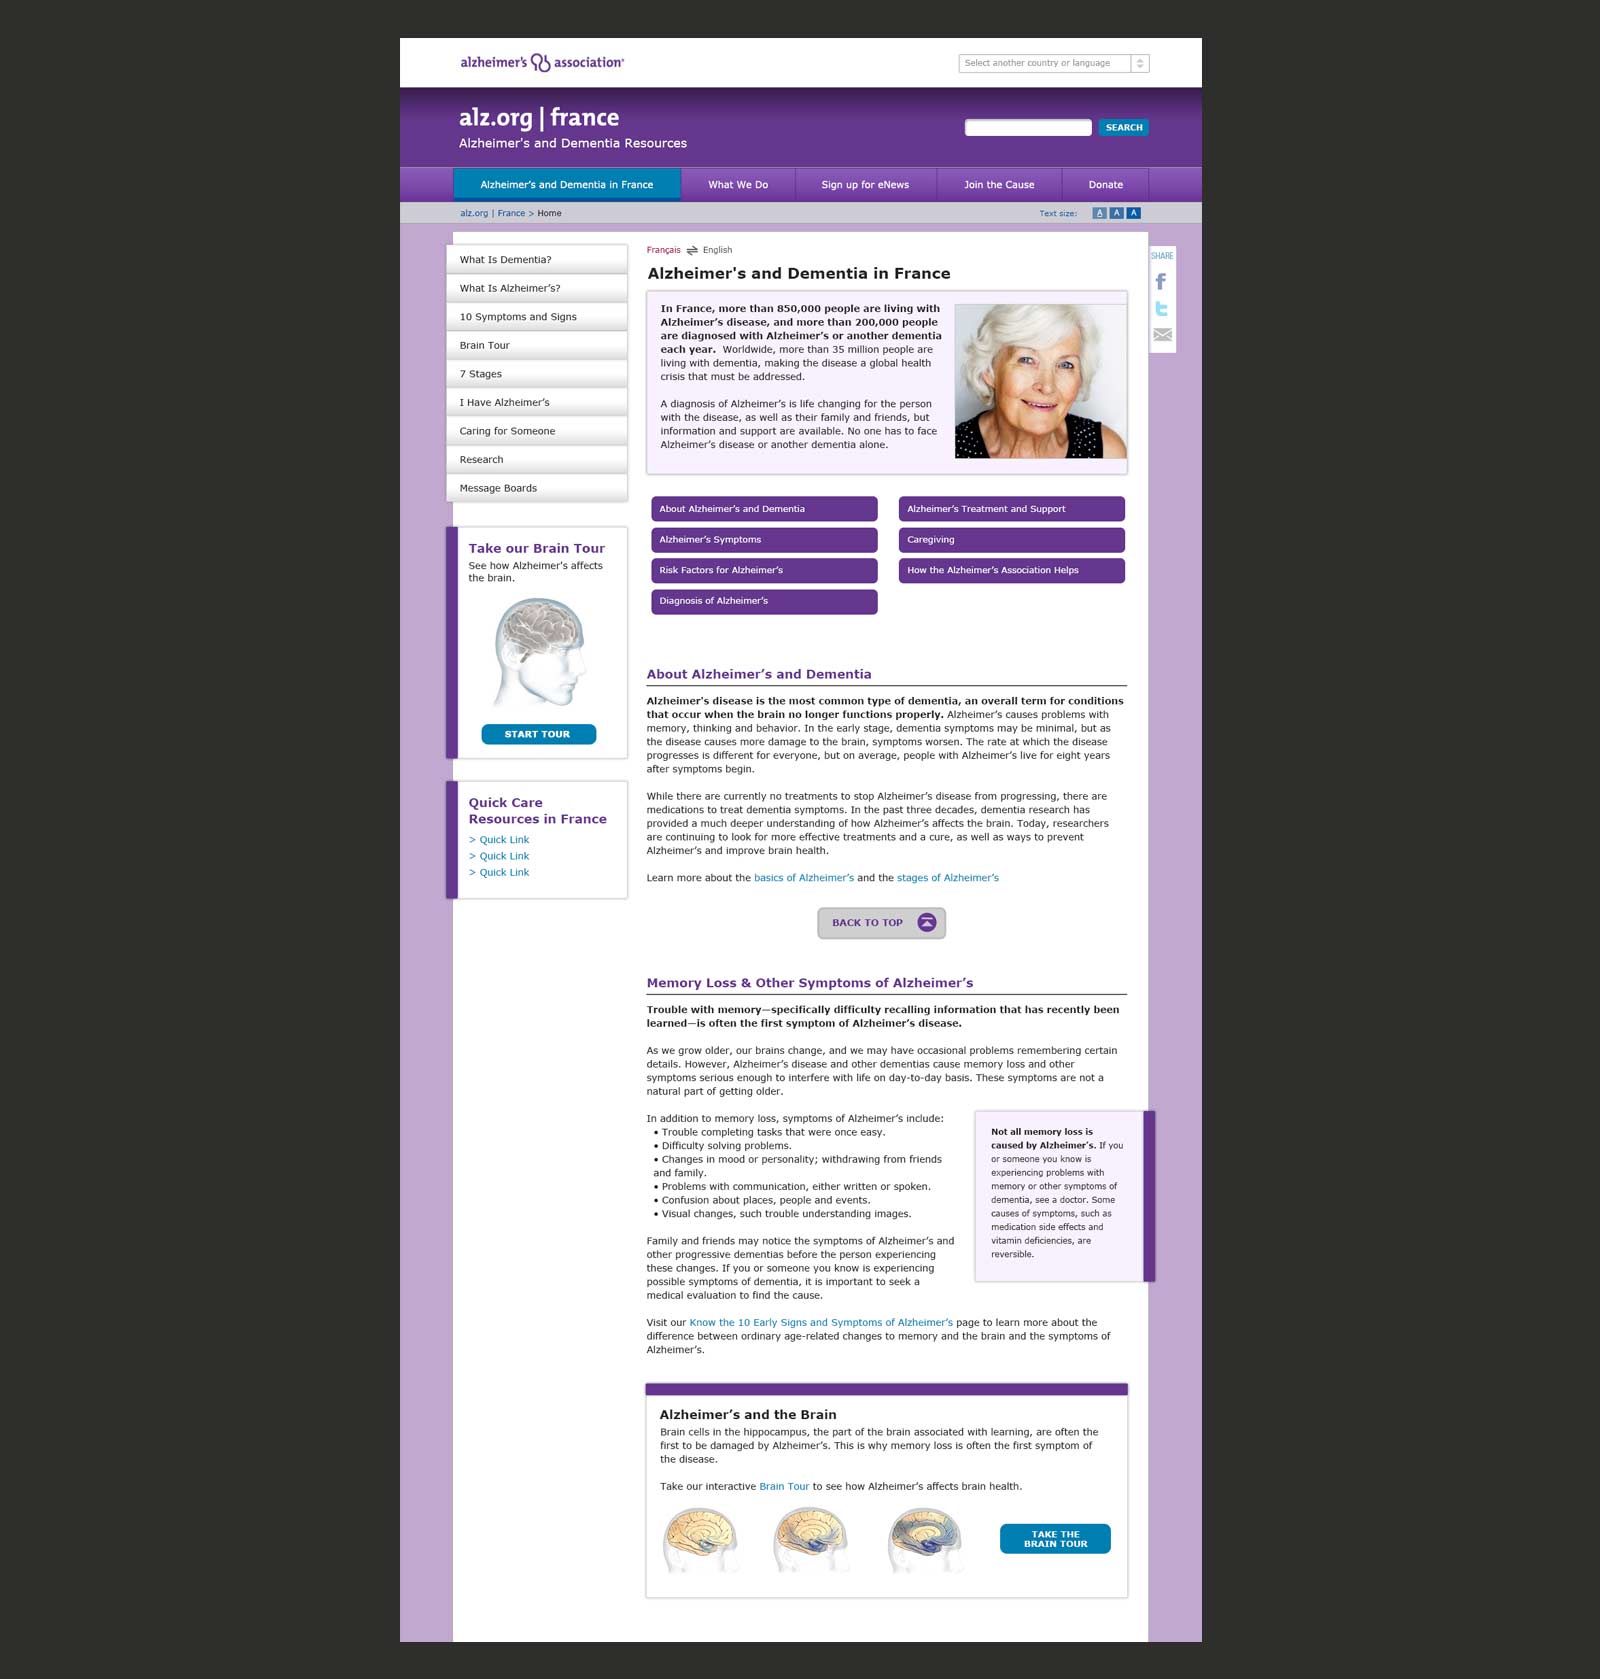 alzheimer's association®
Select another country or language
alz.org | france
Alzheimer's and Dementia Resources
SEARCH
Alzheimer’s and Dementia in France
What We Do
Sign up for eNews
Join the Cause
Donate
alz.org | France > Home
Text size: A A A
What Is Dementia?
What Is Alzheimer’s?
10 Symptoms and Signs
Brain Tour
7 Stages
I Have Alzheimer’s
Caring for Someone
Research
Message Boards
Take our Brain Tour
See how Alzheimer's affects
the brain.
START TOUR
Quick Care
Resources in France
> Quick Link
> Quick Link
> Quick Link
Français ⇌ English
Alzheimer's and Dementia in France
In France, more than 850,000 people are living with
Alzheimer’s disease, and more than 200,000 people
are diagnosed with Alzheimer’s or another dementia
each year.  Worldwide, more than 35 million people are
living with dementia, making the disease a global health
crisis that must be addressed.
A diagnosis of Alzheimer’s is life changing for the person
with the disease, as well as their family and friends, but
information and support are available. No one has to face
Alzheimer’s disease or another dementia alone.
SHARE
About Alzheimer’s and Dementia
Alzheimer’s Symptoms
Risk Factors for Alzheimer’s
Diagnosis of Alzheimer’s
Alzheimer’s Treatment and Support
Caregiving
How the Alzheimer’s Association Helps
About Alzheimer’s and Dementia
Alzheimer's disease is the most common type of dementia, an overall term for conditions
that occur when the brain no longer functions properly. Alzheimer’s causes problems with
memory, thinking and behavior. In the early stage, dementia symptoms may be minimal, but as
the disease causes more damage to the brain, symptoms worsen. The rate at which the disease
progresses is different for everyone, but on average, people with Alzheimer’s live for eight years
after symptoms begin.
While there are currently no treatments to stop Alzheimer’s disease from progressing, there are
medications to treat dementia symptoms. In the past three decades, dementia research has
provided a much deeper understanding of how Alzheimer’s affects the brain. Today, researchers
are continuing to look for more effective treatments and a cure, as well as ways to prevent
Alzheimer’s and improve brain health.
Learn more about the basics of Alzheimer’s and the stages of Alzheimer’s
BACK TO TOP
Memory Loss & Other Symptoms of Alzheimer’s
Trouble with memory—specifically difficulty recalling information that has recently been
learned—is often the first symptom of Alzheimer’s disease.
As we grow older, our brains change, and we may have occasional problems remembering certain
details. However, Alzheimer’s disease and other dementias cause memory loss and other
symptoms serious enough to interfere with life on day-to-day basis. These symptoms are not a
natural part of getting older.
In addition to memory loss, symptoms of Alzheimer’s include:
• Trouble completing tasks that were once easy.
• Difficulty solving problems.
• Changes in mood or personality; withdrawing from friends
and family.
• Problems with communication, either written or spoken.
• Confusion about places, people and events.
• Visual changes, such trouble understanding images.
Family and friends may notice the symptoms of Alzheimer’s and
other progressive dementias before the person experiencing
these changes. If you or someone you know is experiencing
possible symptoms of dementia, it is important to seek a
medical evaluation to find the cause.
Not all memory loss is
caused by Alzheimer’s. If you
or someone you know is
experiencing problems with
memory or other symptoms of
dementia, see a doctor. Some
causes of symptoms, such as
medication side effects and
vitamin deficiencies, are
reversible.
Visit our Know the 10 Early Signs and Symptoms of Alzheimer’s page to learn more about the
difference between ordinary age-related changes to memory and the brain and the symptoms of
Alzheimer’s.
Alzheimer’s and the Brain
Brain cells in the hippocampus, the part of the brain associated with learning, are often the
first to be damaged by Alzheimer’s. This is why memory loss is often the first symptom of
the disease.
Take our interactive Brain Tour to see how Alzheimer’s affects brain health.
TAKE THE
BRAIN TOUR